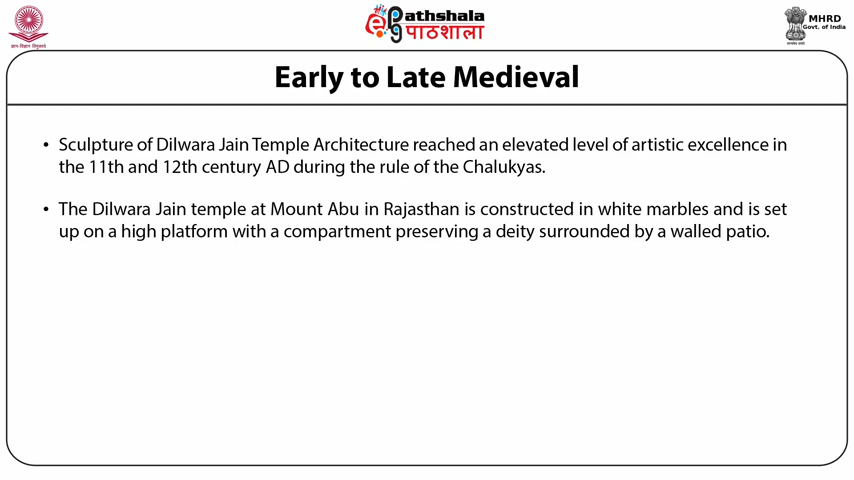 Pathshala
पाठशाला
MHRD
Govt. of India
Early to Late Medieval
• Sculpture of Dilwara Jain Temple Architecture reached an elevated level of artistic excellence in
the 11th and 12th century AD during the rule of the Chalukyas.
• The Dilwara Jain temple at Mount Abu in Rajasthan is constructed in white marbles and is set
up on a high platform with a compartment preserving a deity surrounded by a walled patio.